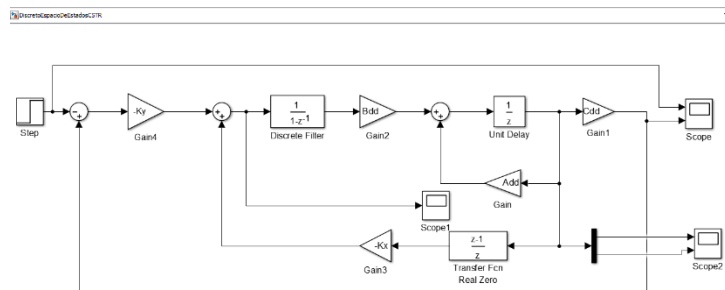 DiscretoEspacioDeEstadosCSTR
Step
-Ky
Gain4
1
1-z-1
Discrete Filter
Bdd
Gain2
1
z
Unit Delay
Cdd
Gain1
Scope
Add
Gain
Scope1
-Kx
Gain3
z-1
z
Transfer Fcn
Real Zero
Scope2